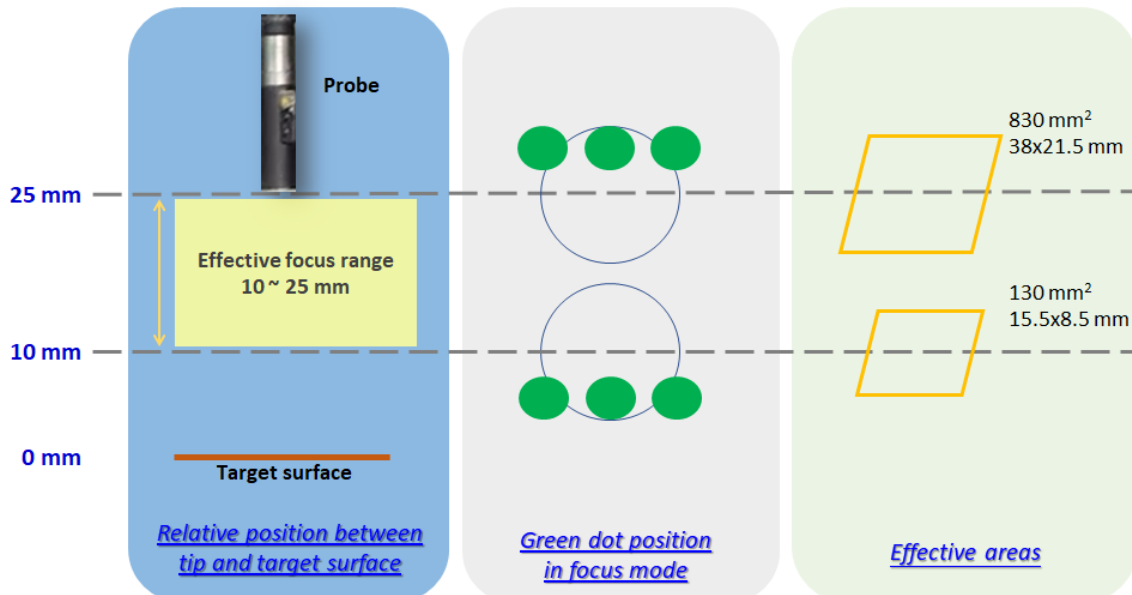 Probe
830 mm²
38x21.5 mm
25 mm
Effective focus range
10 ~ 25 mm
130 mm²
15.5x8.5 mm
10 mm
0 mm
Target surface
Relative position between
tip and target surface
Green dot position
in focus mode
Effective areas